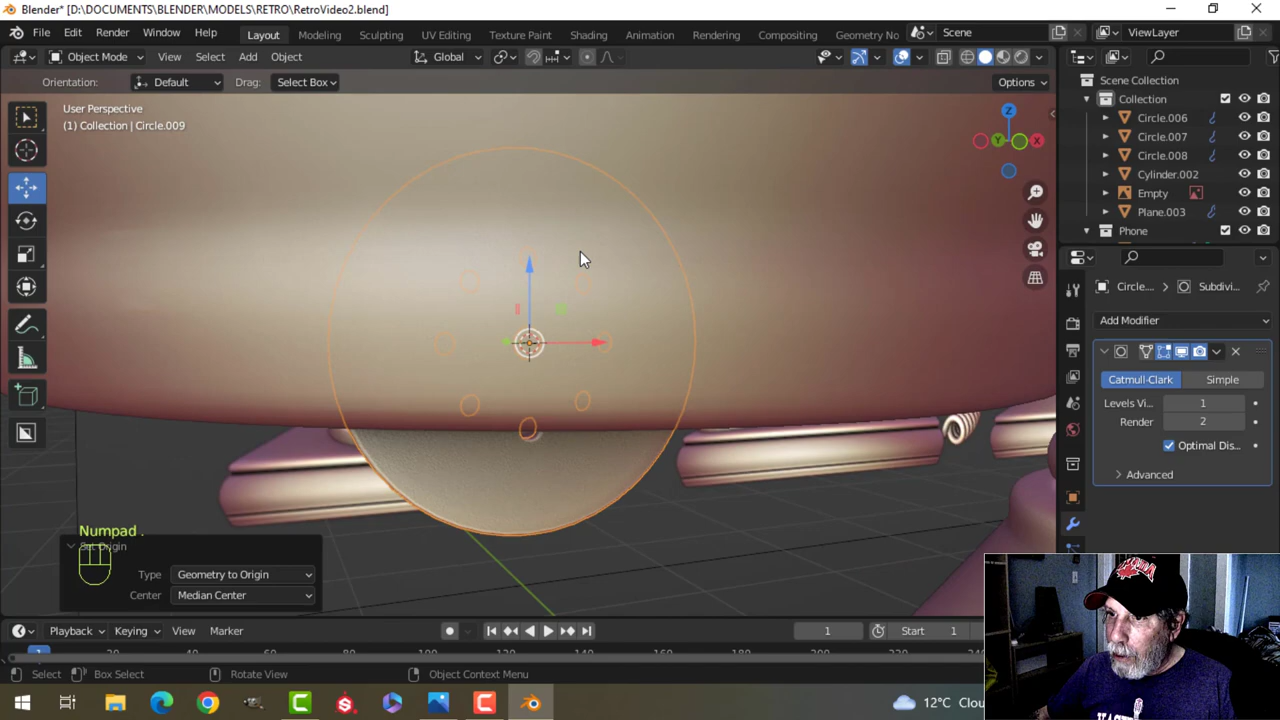 Blender* [D:\DOCUMENTS\BLENDER\MODELS\RETRO\RetroVideo2.blend]
File Edit Render Window Help Layout Modeling Sculpting UV Editing Texture Paint Shading Animation Rendering Compositing Geometry No Scene ViewLayer
Object Mode View Select Add Object Global
Orientation: Default Drag: Select Box Options
User Perspective
(1) Collection | Circle.009
Z
Y
X
Scene Collection
Collection
Circle.006
Circle.007
Circle.008
Cylinder.002
Empty
Plane.003
Phone
Circle.... Subdivi...
Add Modifier
Catmull-Clark Simple
Levels Vi... 1
Render 2
Optimal Dis...
Advanced
Numpad .
Set Origin
Type Geometry to Origin
Center Median Center
Playback Keying View Marker 1 Start 1
1
Select Box Select Rotate View Object Context Menu
12°C Clou